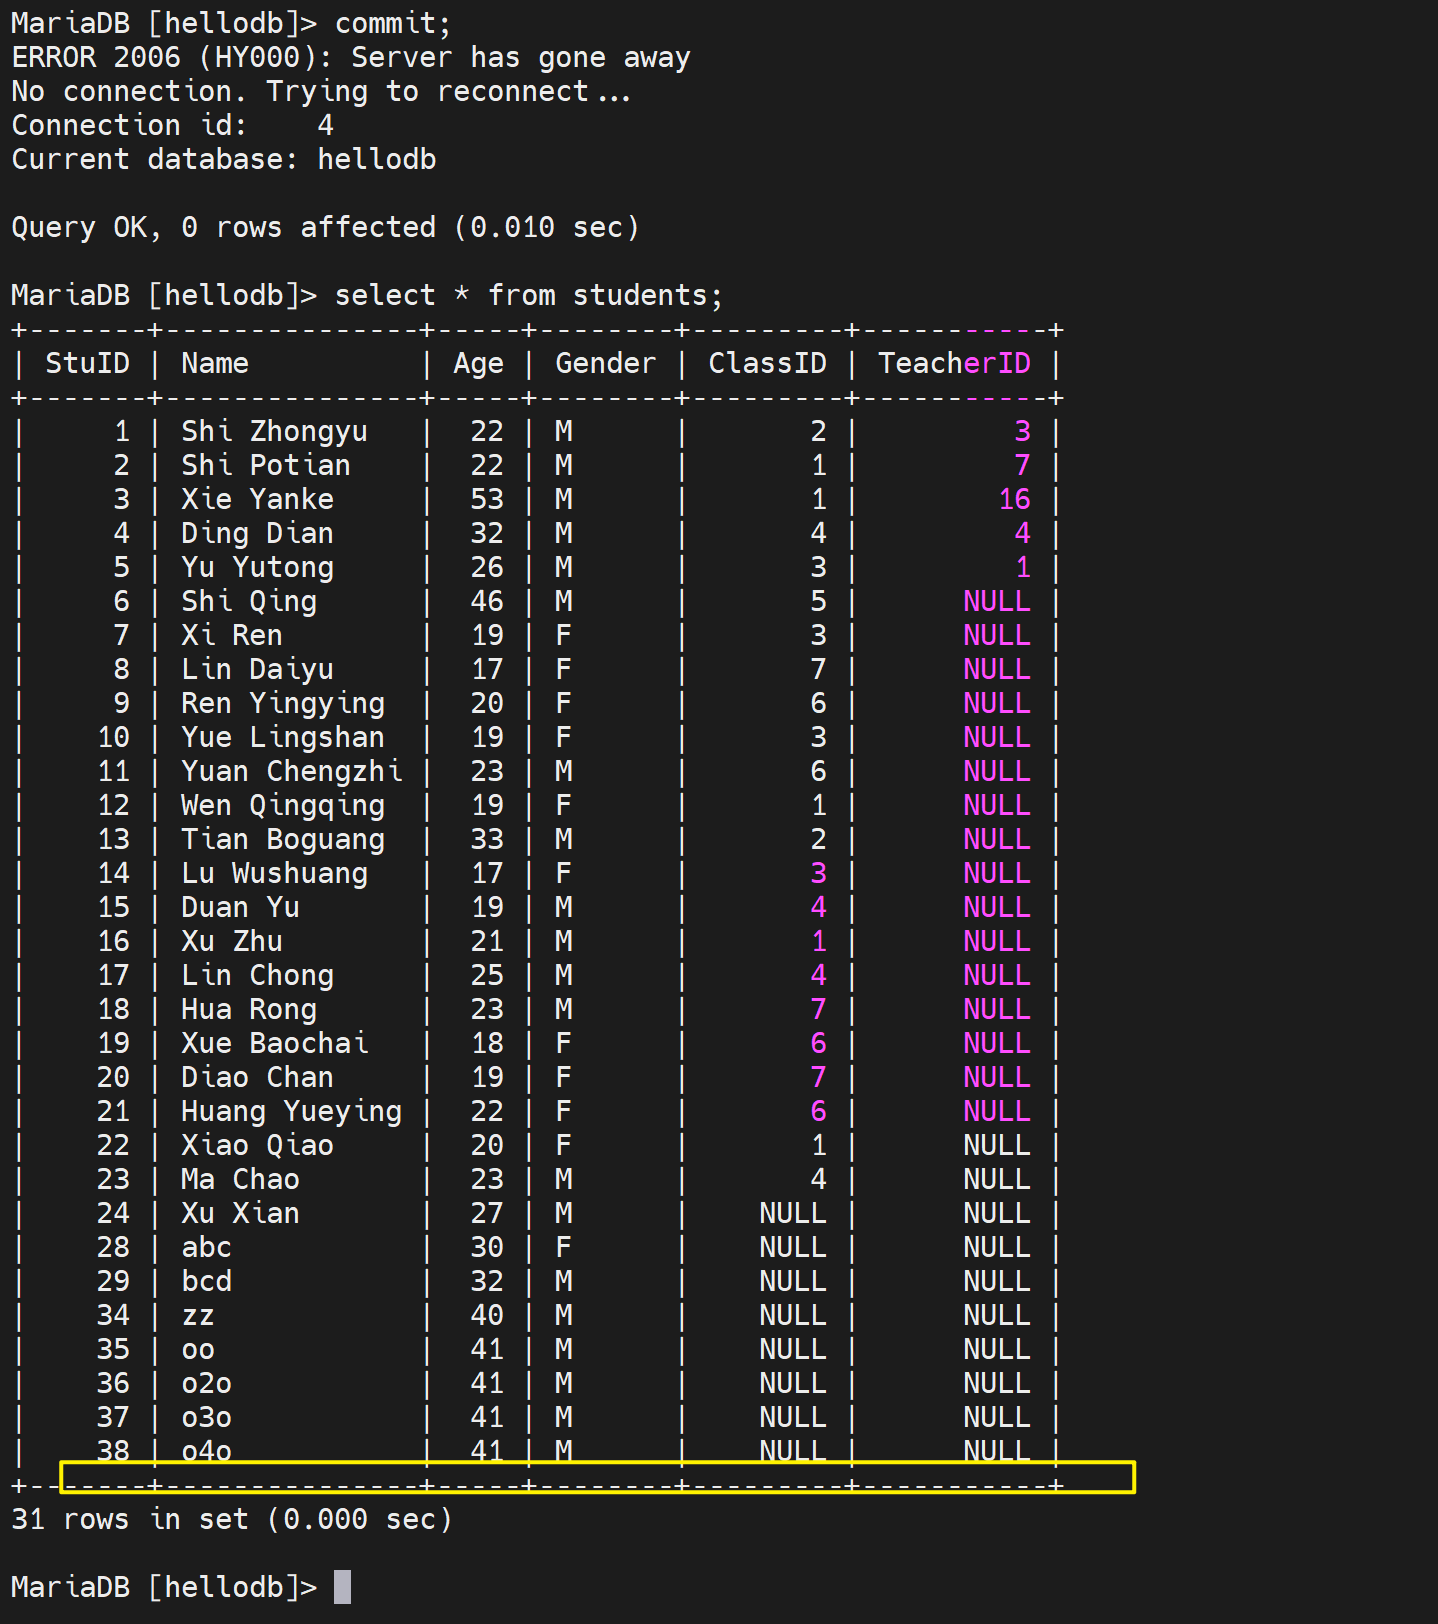 MariaDB [hellodb]> commit;
ERROR 2006 (HY000): Server has gone away
No connection. Trying to reconnect...
Connection id:    4
Current database: hellodb
Query OK, 0 rows affected (0.010 sec)
MariaDB [hellodb]> select * from students;
+-------+---------------+-----+--------+---------+-----------+
| StuID | Name          | Age | Gender | ClassID | TeacherID |
+-------+---------------+-----+--------+---------+-----------+
|     1 | Shi Zhongyu   |  22 | M      |       2 |         3 |
|     2 | Shi Potian    |  22 | M      |       1 |         7 |
|     3 | Xie Yanke     |  53 | M      |       1 |        16 |
|     4 | Ding Dian     |  32 | M      |       4 |         4 |
|     5 | Yu Yutong     |  26 | M      |       3 |         1 |
|     6 | Shi Qing      |  46 | M      |       5 |      NULL |
|     7 | Xi Ren        |  19 | F      |       3 |      NULL |
|     8 | Lin Daiyu     |  17 | F      |       7 |      NULL |
|     9 | Ren Yingying  |  20 | F      |       6 |      NULL |
|    10 | Yue Lingshan  |  19 | F      |       3 |      NULL |
|    11 | Yuan Chengzhi |  23 | M      |       6 |      NULL |
|    12 | Wen Qingqing  |  19 | F      |       1 |      NULL |
|    13 | Tian Boguang  |  33 | M      |       2 |      NULL |
|    14 | Lu Wushuang   |  17 | F      |       3 |      NULL |
|    15 | Duan Yu       |  19 | M      |       4 |      NULL |
|    16 | Xu Zhu        |  21 | M      |       1 |      NULL |
|    17 | Lin Chong     |  25 | M      |       4 |      NULL |
|    18 | Hua Rong      |  23 | M      |       7 |      NULL |
|    19 | Xue Baochai   |  18 | F      |       6 |      NULL |
|    20 | Diao Chan     |  19 | F      |       7 |      NULL |
|    21 | Huang Yueying |  22 | F      |       6 |      NULL |
|    22 | Xiao Qiao     |  20 | F      |       1 |      NULL |
|    23 | Ma Chao       |  23 | M      |       4 |      NULL |
|    24 | Xu Xian       |  27 | M      |    NULL |      NULL |
|    28 | abc           |  30 | F      |    NULL |      NULL |
|    29 | bcd           |  32 | M      |    NULL |      NULL |
|    34 | zz            |  40 | M      |    NULL |      NULL |
|    35 | oo            |  41 | M      |    NULL |      NULL |
|    36 | o2o           |  41 | M      |    NULL |      NULL |
|    37 | o3o           |  41 | M      |    NULL |      NULL |
|    38 | o4o           |  41 | M      |    NULL |      NULL |
+-------+---------------+-----+--------+---------+-----------+
31 rows in set (0.000 sec)
MariaDB [hellodb]>